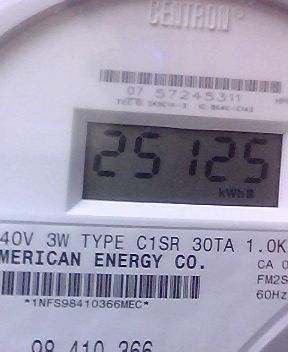 CENTRON®
07 57245311
25125
kWh
40V 3W TYPE C1SR 30TA 1.0K
MERICAN ENERGY CO.
CA 0
FM2S
*1NFS98410366MEC*
60Hz
98 410 366